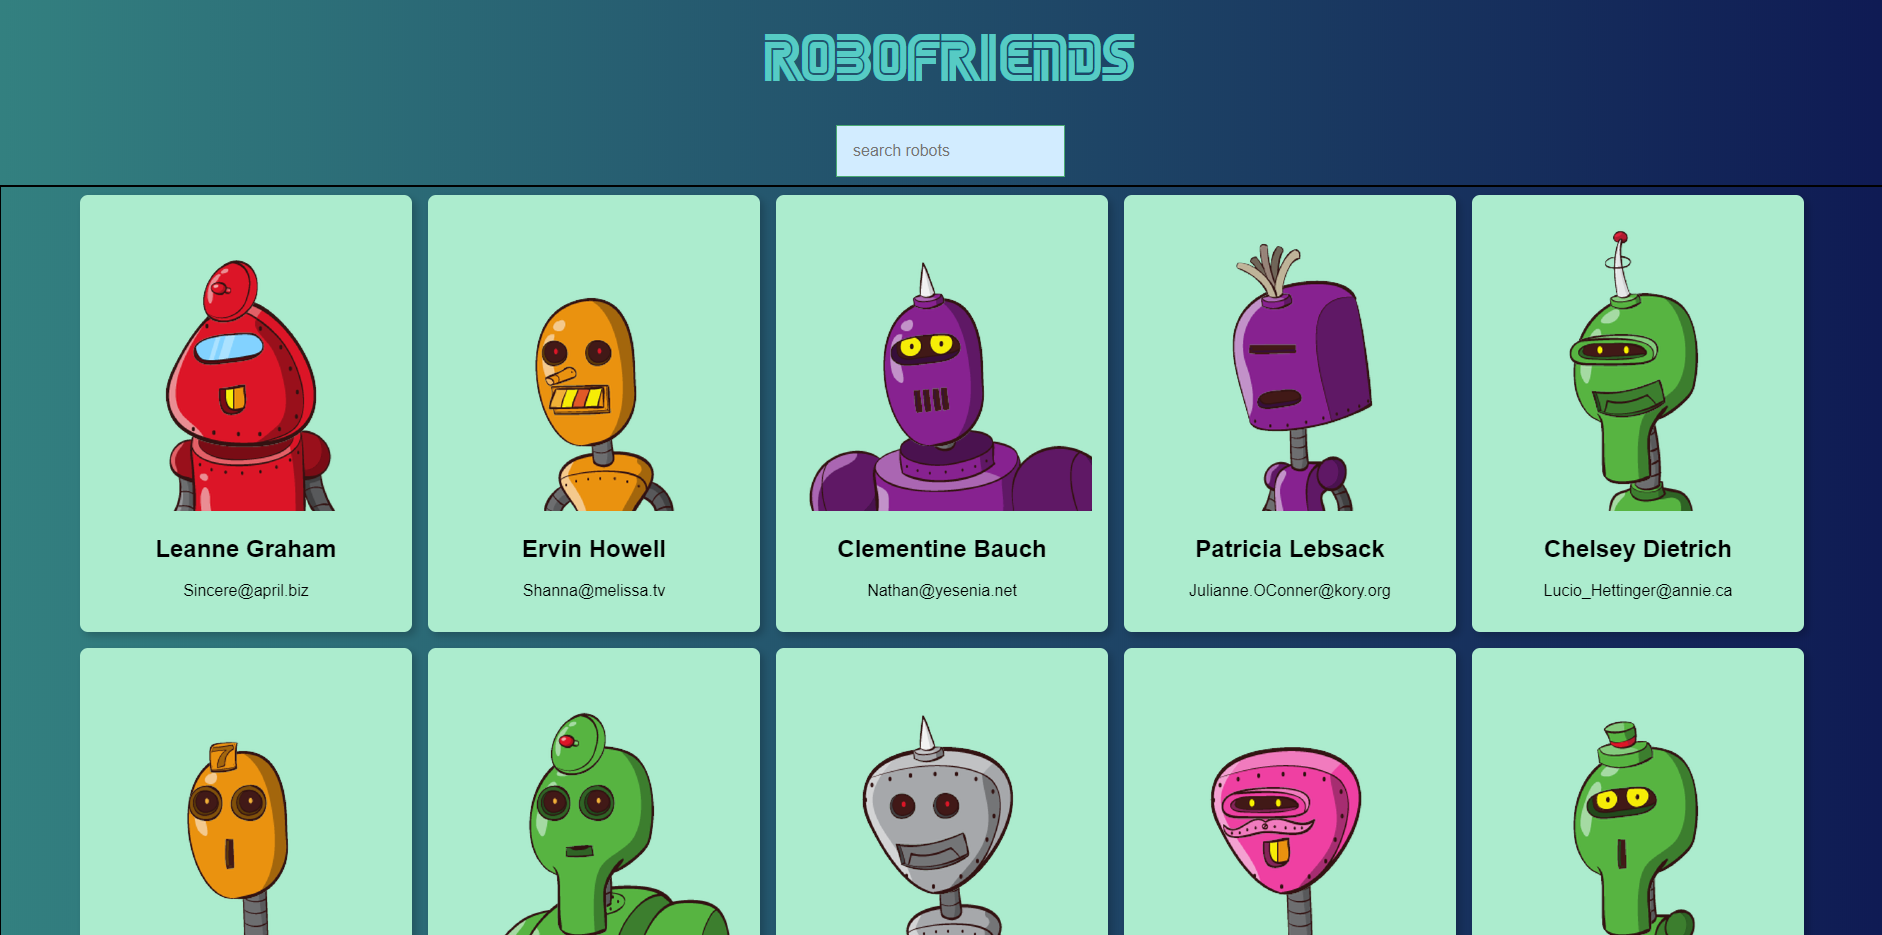 ROBOFRIENDS
search robots
Leanne Graham
Sincere@april.biz
Ervin Howell
Shanna@melissa.tv
Clementine Bauch
Nathan@yesenia.net
Patricia Lebsack
Julianne.OConner@kory.org
Chelsey Dietrich
Lucio_Hettinger@annie.ca
7